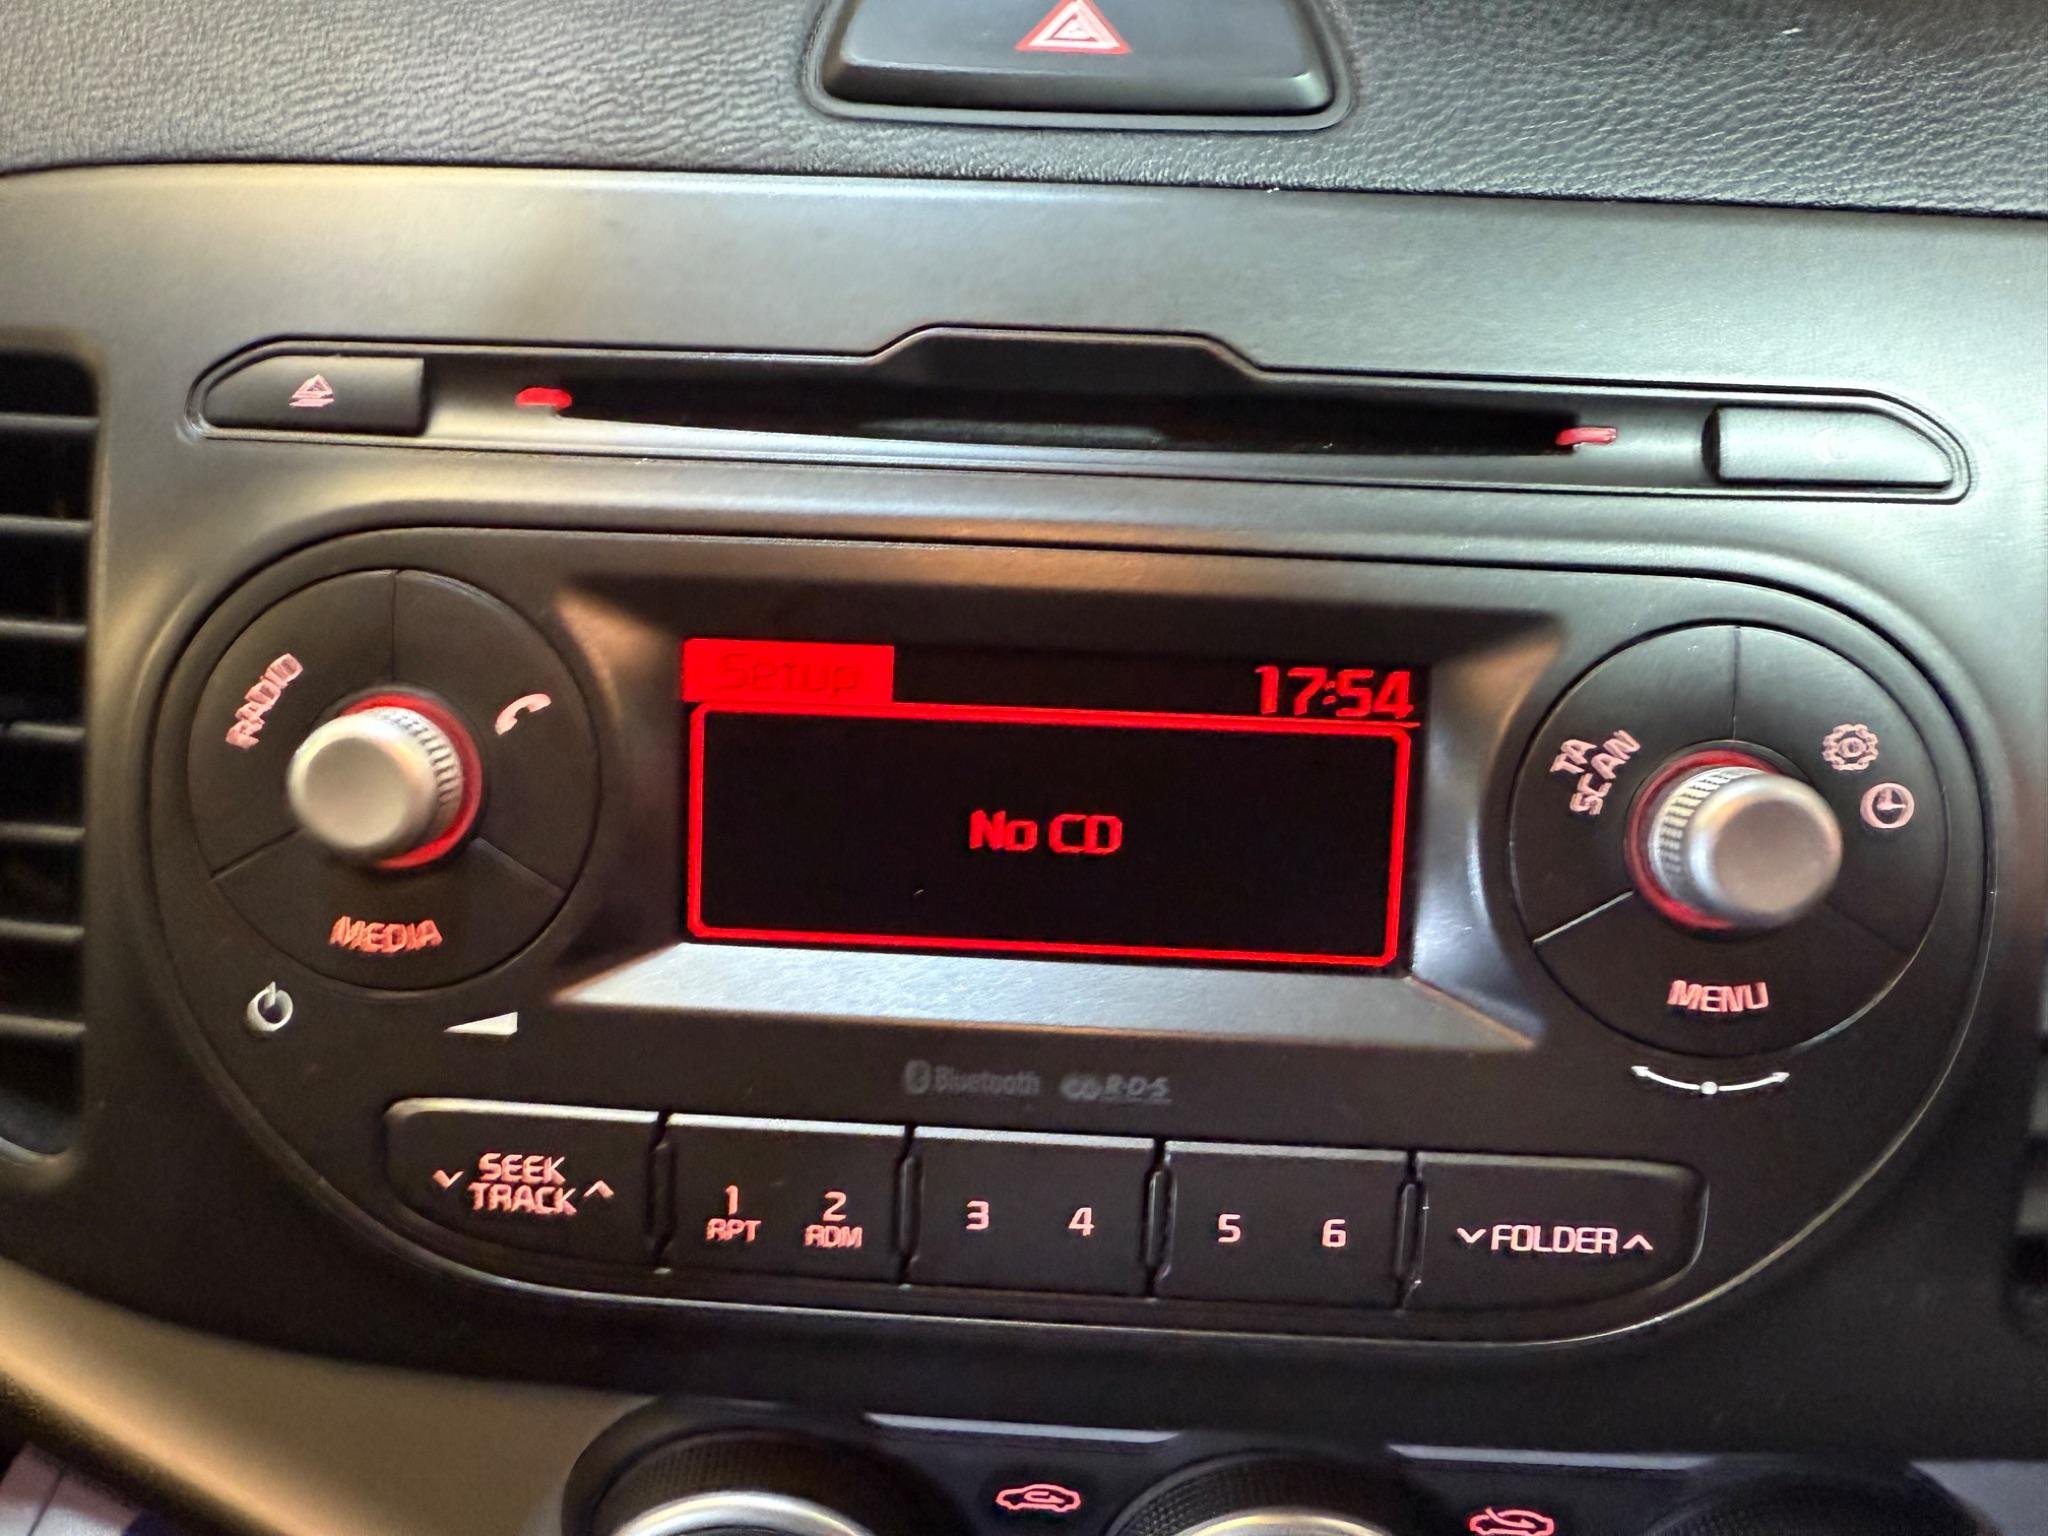 Setup 17:54
No CD
RADIO
MEDIA
TA
SCAN
MENU
Bluetooth R·D·S
SEEK
TRACK
1
RPT
2
RDM
3
4
5
6
FOLDER